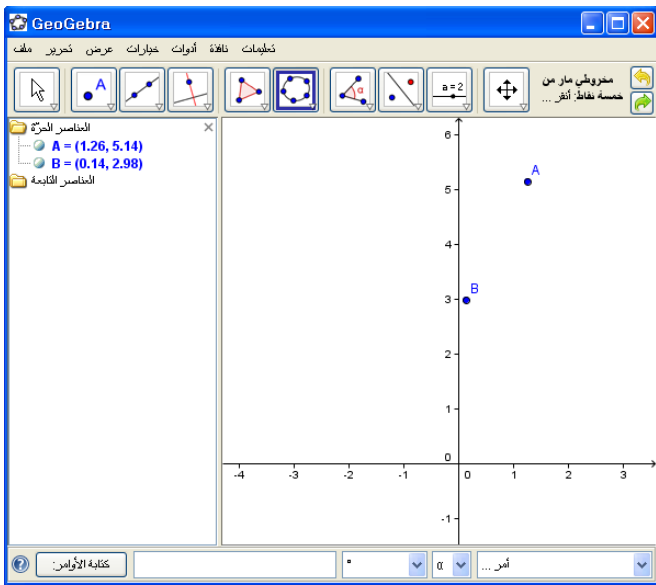 GeoGebra
ملف تحرير عرض خيارات أدوات نافذة تعليمات
A
α
a = 2
مخروطي مار من
خمسة نقاط: أنقر ...
العناصر الحرّة
A = (1.26, 5.14)
B = (0.14, 2.98)
العناصر التابعة
6
A
5
4
3
B
2
1
0
-4 -3 -2 -1 0 1 2 3
-1
كتابة الأوامر:
°
α
أمر ...